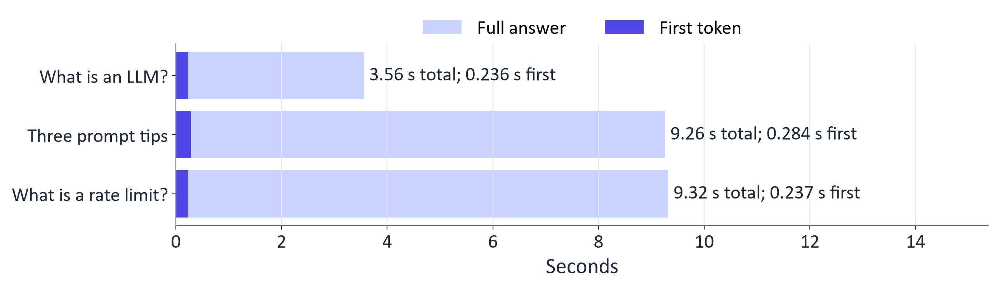 Full answer First token
What is an LLM? 3.56 s total; 0.236 s first
Three prompt tips 9.26 s total; 0.284 s first
What is a rate limit? 9.32 s total; 0.237 s first
0 2 4 6 8 10 12 14
Seconds